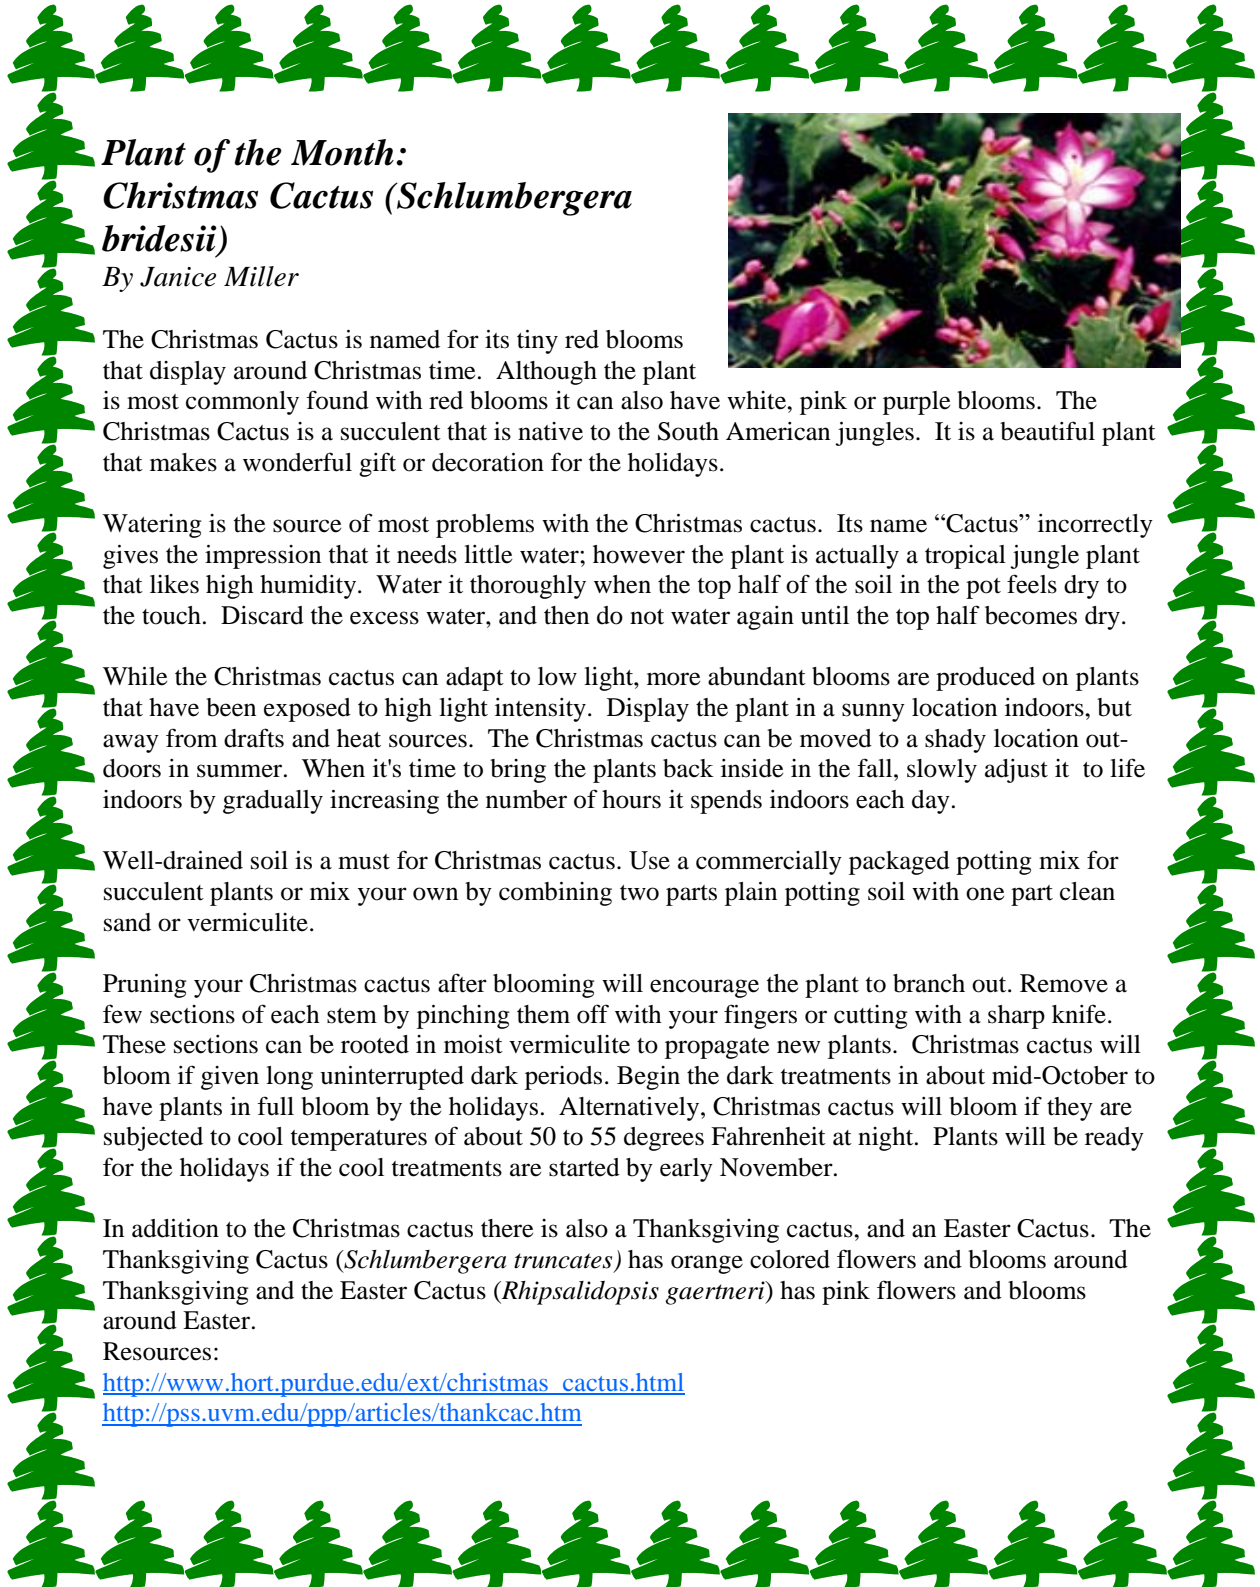 Plant of the Month:
Christmas Cactus (Schlumbergera
bridesii)
By Janice Miller
The Christmas Cactus is named for its tiny red blooms
that display around Christmas time.  Although the plant
is most commonly found with red blooms it can also have white, pink or purple blooms.  The
Christmas Cactus is a succulent that is native to the South American jungles.  It is a beautiful plant
that makes a wonderful gift or decoration for the holidays.
Watering is the source of most problems with the Christmas cactus.  Its name “Cactus” incorrectly
gives the impression that it needs little water; however the plant is actually a tropical jungle plant
that likes high humidity.  Water it thoroughly when the top half of the soil in the pot feels dry to
the touch.  Discard the excess water, and then do not water again until the top half becomes dry.
While the Christmas cactus can adapt to low light, more abundant blooms are produced on plants
that have been exposed to high light intensity.  Display the plant in a sunny location indoors, but
away from drafts and heat sources.  The Christmas cactus can be moved to a shady location out-
doors in summer.  When it's time to bring the plants back inside in the fall, slowly adjust it  to life
indoors by gradually increasing the number of hours it spends indoors each day.
Well-drained soil is a must for Christmas cactus. Use a commercially packaged potting mix for
succulent plants or mix your own by combining two parts plain potting soil with one part clean
sand or vermiculite.
Pruning your Christmas cactus after blooming will encourage the plant to branch out. Remove a
few sections of each stem by pinching them off with your fingers or cutting with a sharp knife.
These sections can be rooted in moist vermiculite to propagate new plants.  Christmas cactus will
bloom if given long uninterrupted dark periods. Begin the dark treatments in about mid-October to
have plants in full bloom by the holidays.  Alternatively, Christmas cactus will bloom if they are
subjected to cool temperatures of about 50 to 55 degrees Fahrenheit at night.  Plants will be ready
for the holidays if the cool treatments are started by early November.
In addition to the Christmas cactus there is also a Thanksgiving cactus, and an Easter Cactus.  The
Thanksgiving Cactus (Schlumbergera truncates) has orange colored flowers and blooms around
Thanksgiving and the Easter Cactus (Rhipsalidopsis gaertneri) has pink flowers and blooms
around Easter.
Resources:
http://www.hort.purdue.edu/ext/christmas_cactus.html
http://pss.uvm.edu/ppp/articles/thankcac.htm